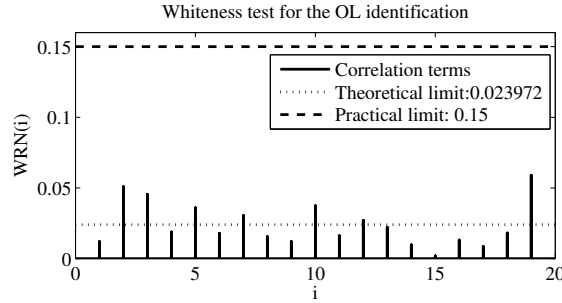 Whiteness test for the OL identification
0.15
0.1
0.05
0
WRN(i)
Correlation terms
Theoretical limit:0.023972
Practical limit: 0.15
0 5 10 15 20
i